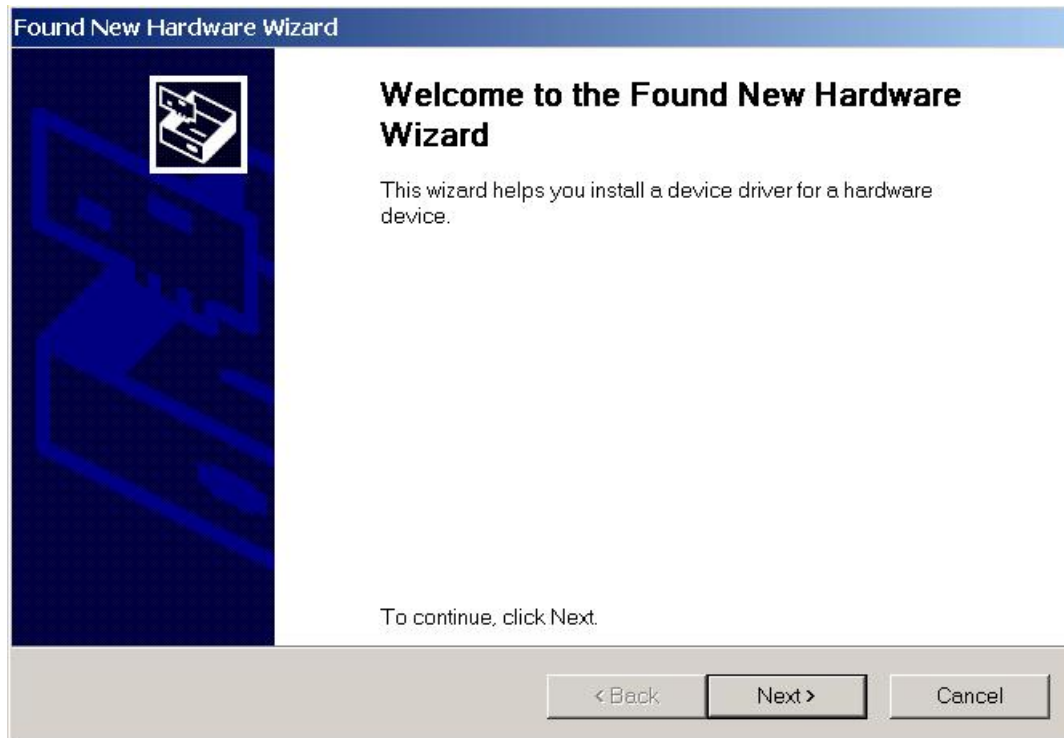 Found New Hardware Wizard
Welcome to the Found New Hardware
Wizard
This wizard helps you install a device driver for a hardware
device.
To continue, click Next.
< Back Next > Cancel